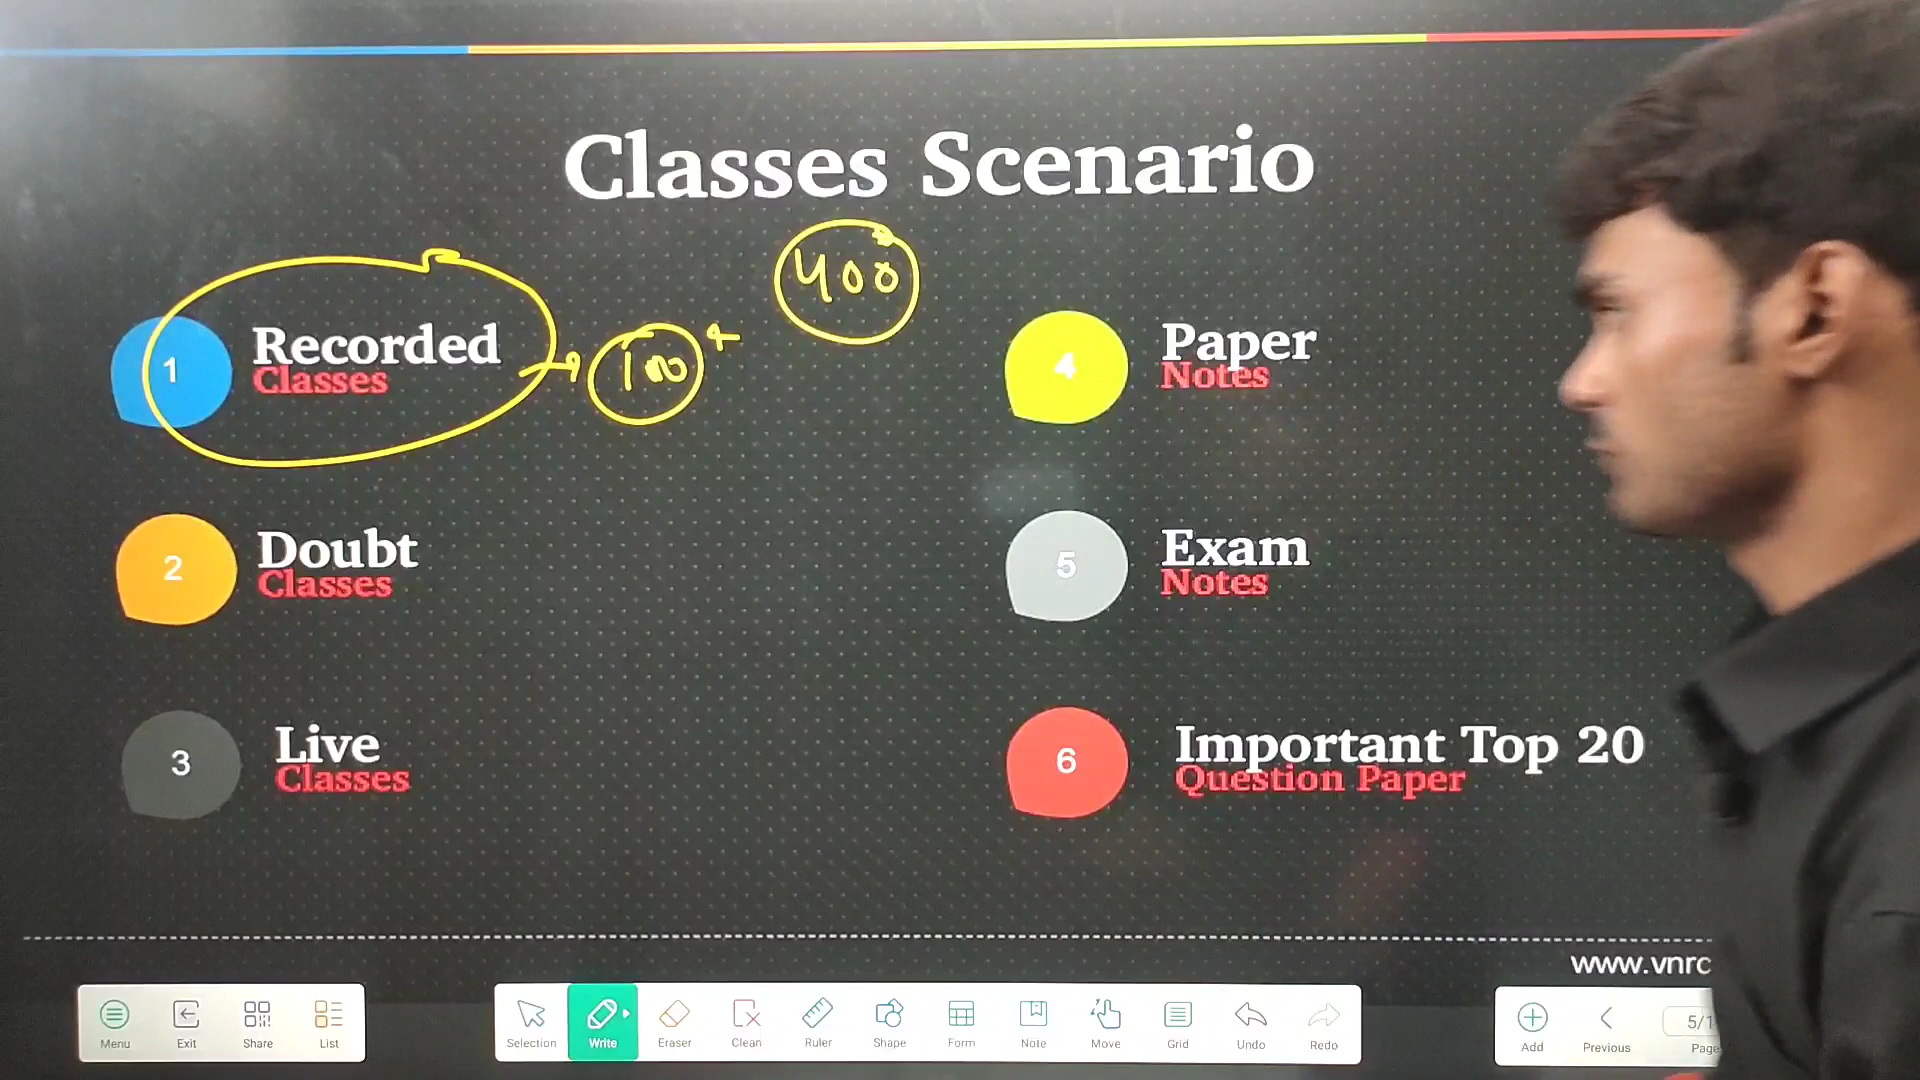 Classes Scenario
400
1
Recorded
Classes
100+
2
Doubt
Classes
3
Live
Classes
4
Paper
Notes
5
Exam
Notes
6
Important Top 20
Question Paper
www.vnrc
Menu
Exit
Share
List
Selection
Write
Eraser
Clean
Ruler
Shape
Form
Note
Move
Grid
Undo
Redo
Add
Previous
5/1
Page